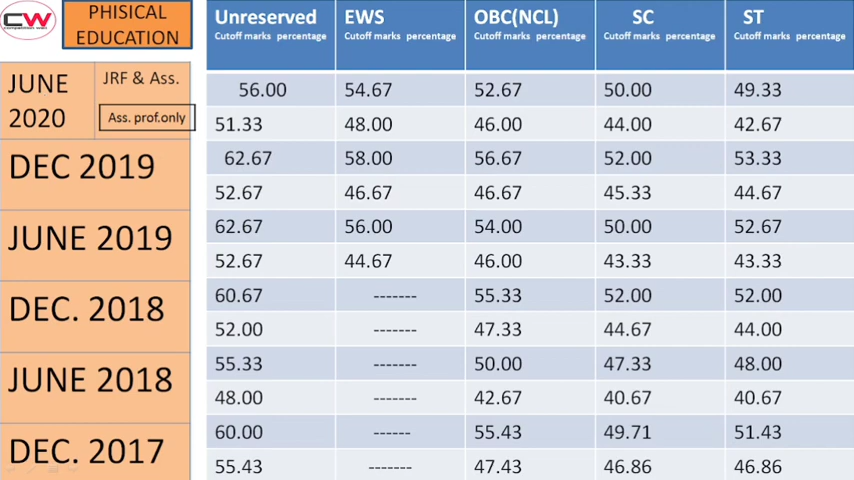 CW
PHISICAL
EDUCATION
Unreserved EWS OBC(NCL) SC ST
Cutoff marks percentage Cutoff marks percentage Cutoff marks percentage Cutoff marks percentage Cutoff marks percentage
JUNE 2020 JRF & Ass. 56.00 54.67 52.67 50.00 49.33
Ass. prof.only 51.33 48.00 46.00 44.00 42.67
DEC 2019 62.67 58.00 56.67 52.00 53.33
52.67 46.67 46.67 45.33 44.67
JUNE 2019 62.67 56.00 54.00 50.00 52.67
52.67 44.67 46.00 43.33 43.33
DEC. 2018 60.67 ------- 55.33 52.00 52.00
52.00 ------- 47.33 44.67 44.00
JUNE 2018 55.33 ------- 50.00 47.33 48.00
48.00 ------- 42.67 40.67 40.67
DEC. 2017 60.00 ------ 55.43 49.71 51.43
55.43 ------- 47.43 46.86 46.86